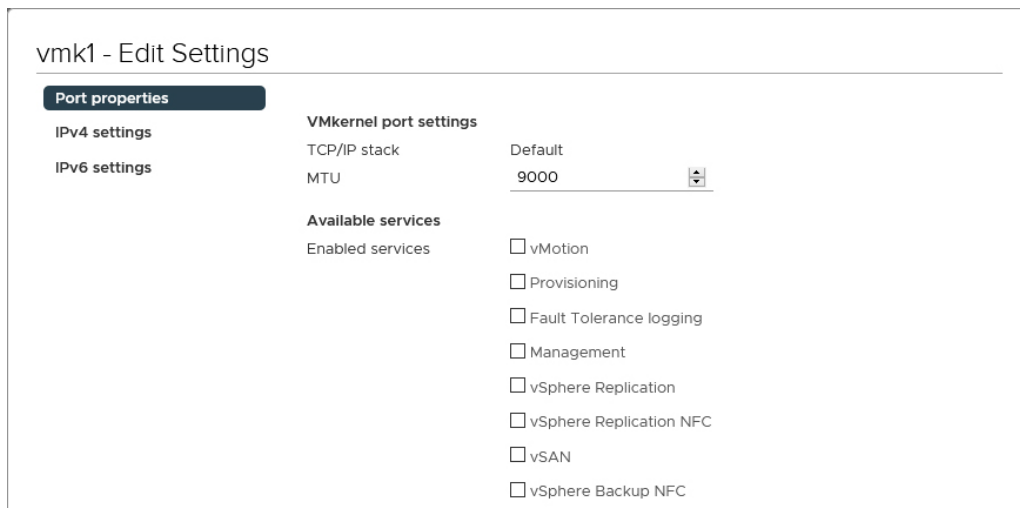 vmk1 - Edit Settings
Port properties
IPv4 settings
IPv6 settings
VMkernel port settings
TCP/IP stack Default
MTU 9000
Available services
Enabled services vMotion
Provisioning
Fault Tolerance logging
Management
vSphere Replication
vSphere Replication NFC
vSAN
vSphere Backup NFC